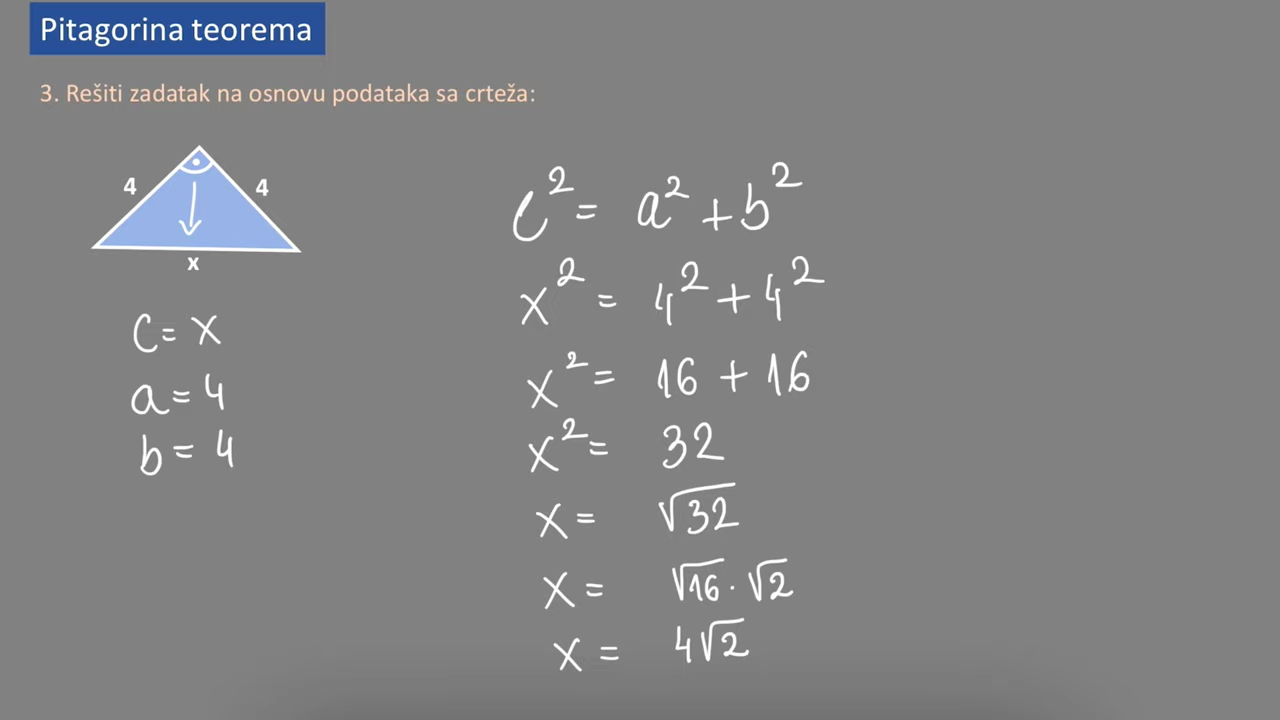 Pitagorina teorema
3. Rešiti zadatak na osnovu podataka sa crteža:
4
4
x
c = x
a = 4
b = 4
c² = a² + b²
x² = 4² + 4²
x² = 16 + 16
x² = 32
x = √32
x = √16 · √2
x = 4√2